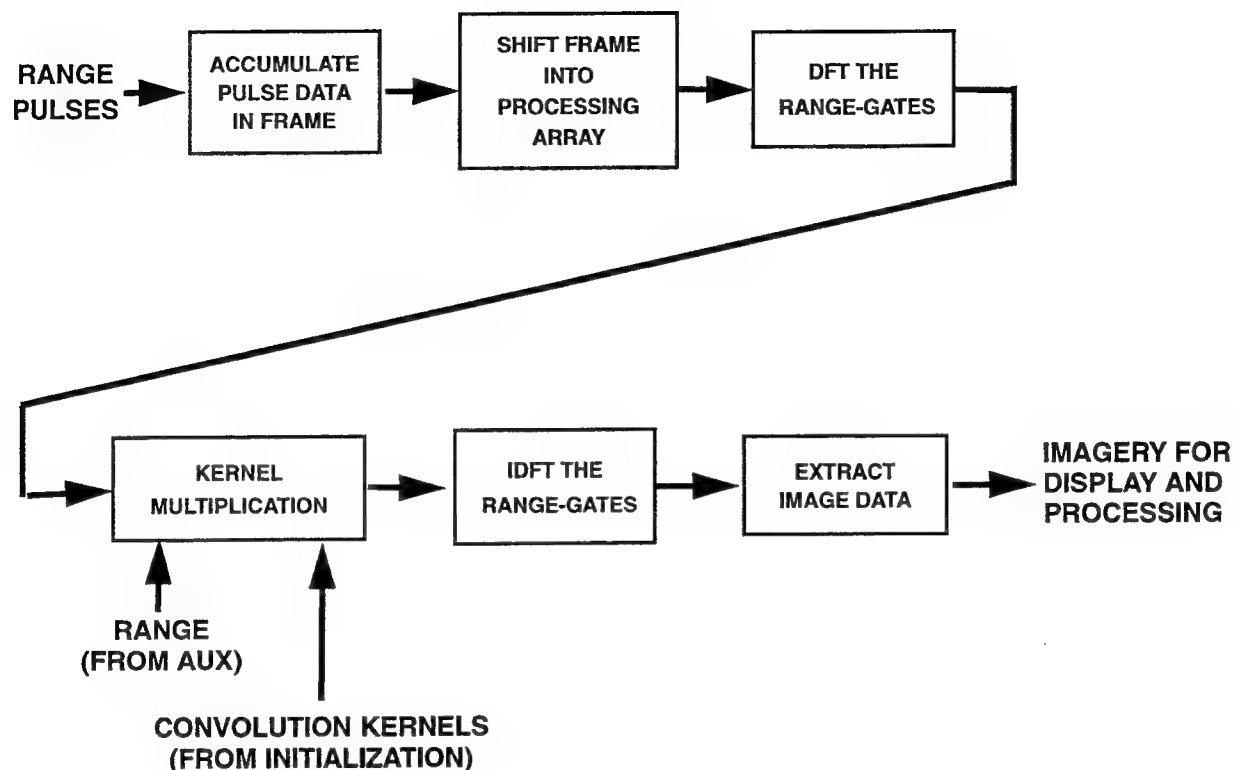 RANGE
PULSES
ACCUMULATE
PULSE DATA
IN FRAME
SHIFT FRAME
INTO
PROCESSING
ARRAY
DFT THE
RANGE-GATES
KERNEL
MULTIPLICATION
IDFT THE
RANGE-GATES
EXTRACT
IMAGE DATA
IMAGERY FOR
DISPLAY AND
PROCESSING
RANGE
(FROM AUX)
CONVOLUTION KERNELS
(FROM INITIALIZATION)